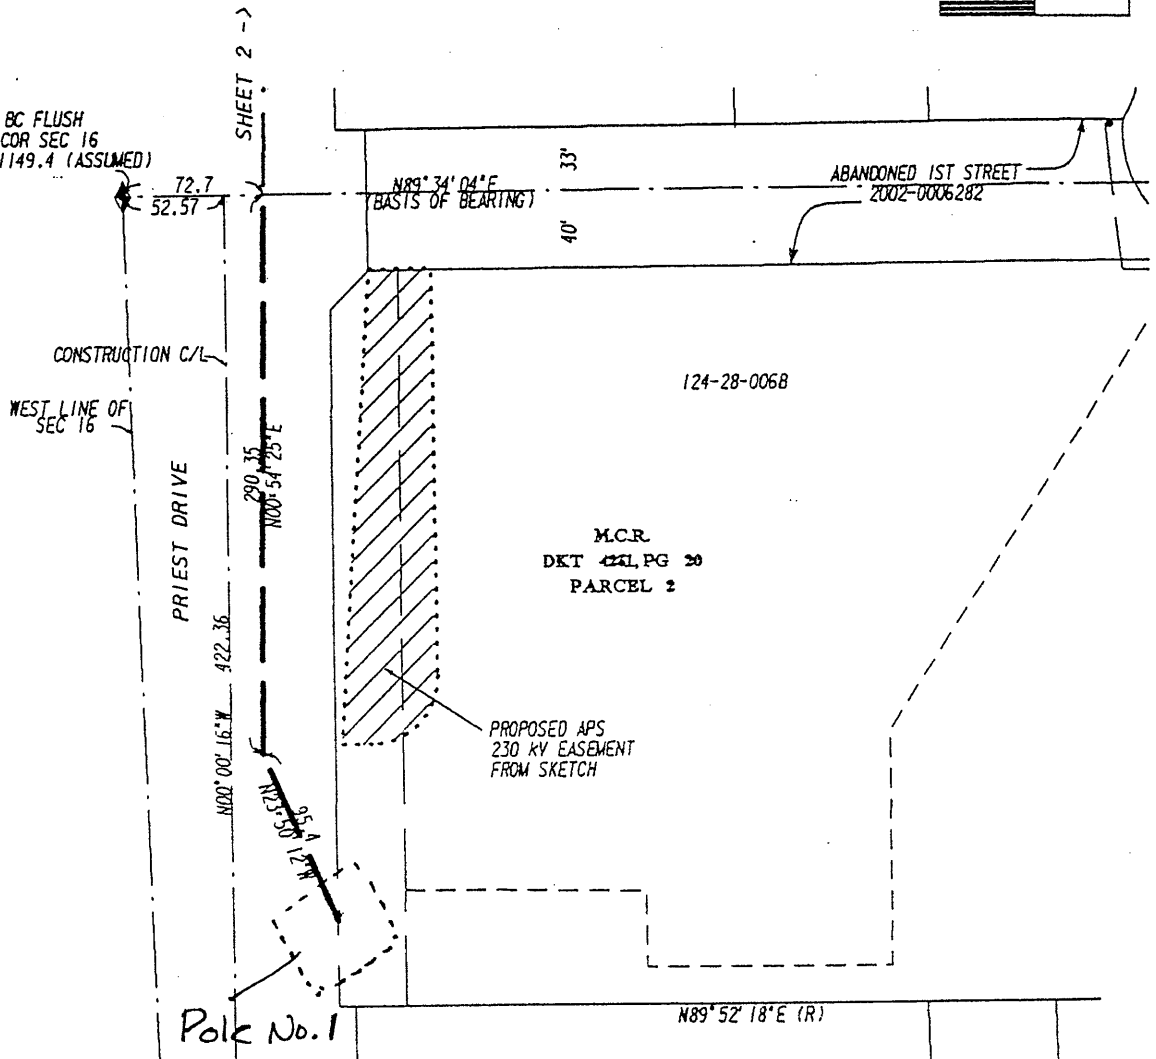 SHEET 2 ->
BC FLUSH
COR SEC 16
1149.4 (ASSUMED)
72.7
52.57
N89°34'04"E
(BASIS OF BEARING)
33'
40'
ABANDONED 1ST STREET
2002-0006282
CONSTRUCTION C/L
WEST LINE OF
SEC 16
PRIEST DRIVE
N00°00'16"W 422.36
290.35
N00°54'25"E
124-28-006B
M.C.R.
DKT PG 20
PARCEL 2
PROPOSED APS
230 KV EASEMENT
FROM SKETCH
95.4
Pole No. 1
N89°52'18"E (R)